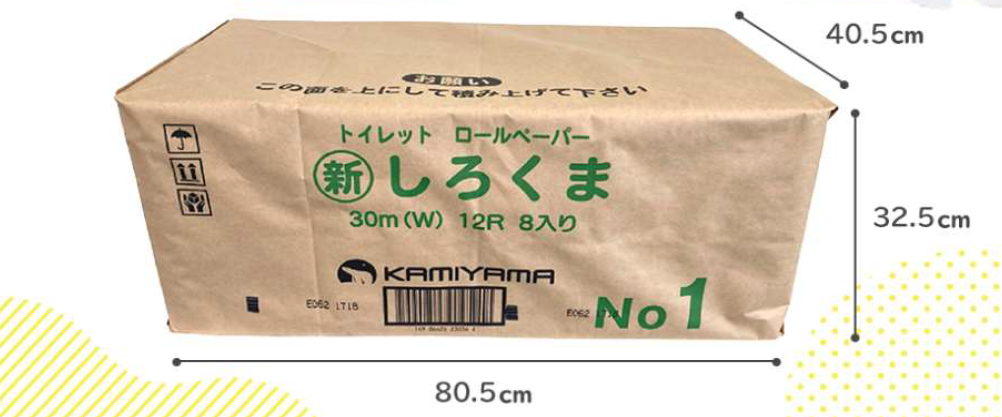 40.5cm
お願い
この面を上にして積み上げて下さい
トイレット ロールペーパー
新 しろくま
30m(W) 12R 8入り
32.5cm
KAMIYAMA
E062 1718
No 1
80.5cm